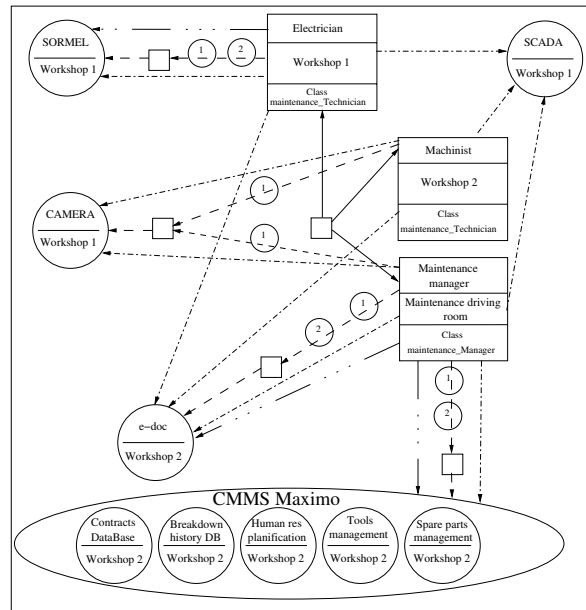 Electrician
SORMEL
SCADA
1
2
Workshop 1
Workshop 1
Workshop 1
Class
maintenance_Technician
Machinist
Workshop 2
1
CAMERA
Class
maintenance_Technician
Workshop 1
1
Maintenance
manager
Maintenance driving
room
1
2
Class
maintenance_Manager
1
2
e-doc
Workshop 2
CMMS Maximo
Contracts
DataBase
Workshop 2
Breakdown
history DB
Workshop 2
Human res
planification
Workshop 2
Tools
management
Workshop 2
Spare parts
management
Workshop 2